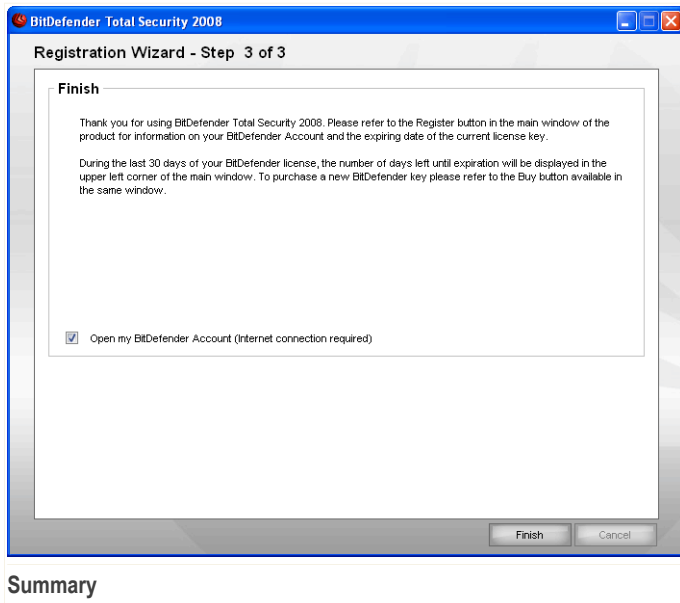 BitDefender Total Security 2008
Registration Wizard - Step 3 of 3
Finish
Thank you for using BitDefender Total Security 2008. Please refer to the Register button in the main window of the
product for information on your BitDefender Account and the expiring date of the current license key.
During the last 30 days of your BitDefender license, the number of days left until expiration will be displayed in the
upper left corner of the main window. To purchase a new BitDefender key please refer to the Buy button available in
the same window.
Open my BitDefender Account (Internet connection required)
Finish
Cancel
Summary